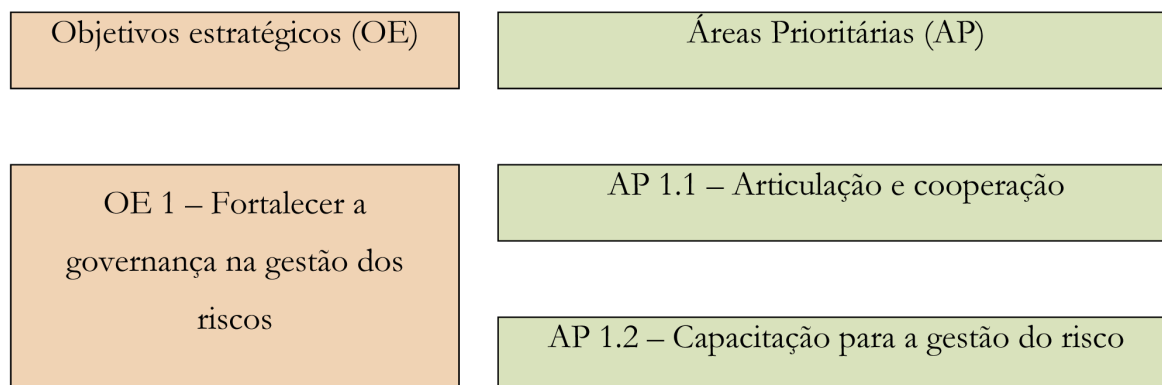 Objetivos estratégicos (OE)
Áreas Prioritárias (AP)
OE 1 – Fortalecer a
governança na gestão dos
riscos
AP 1.1 – Articulação e cooperação
AP 1.2 – Capacitação para a gestão do risco